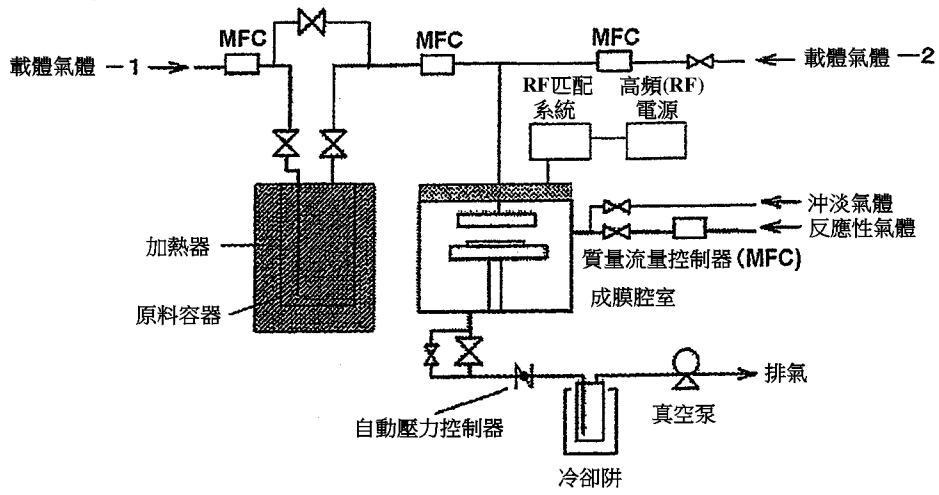 MFC
MFC
MFC
載體氣體 −1
載體氣體 −2
RF匹配
系統
高頻(RF)
電源
沖淡氣體
反應性氣體
質量流量控制器(MFC)
成膜腔室
加熱器
原料容器
排氣
真空泵
自動壓力控制器
冷卻阱